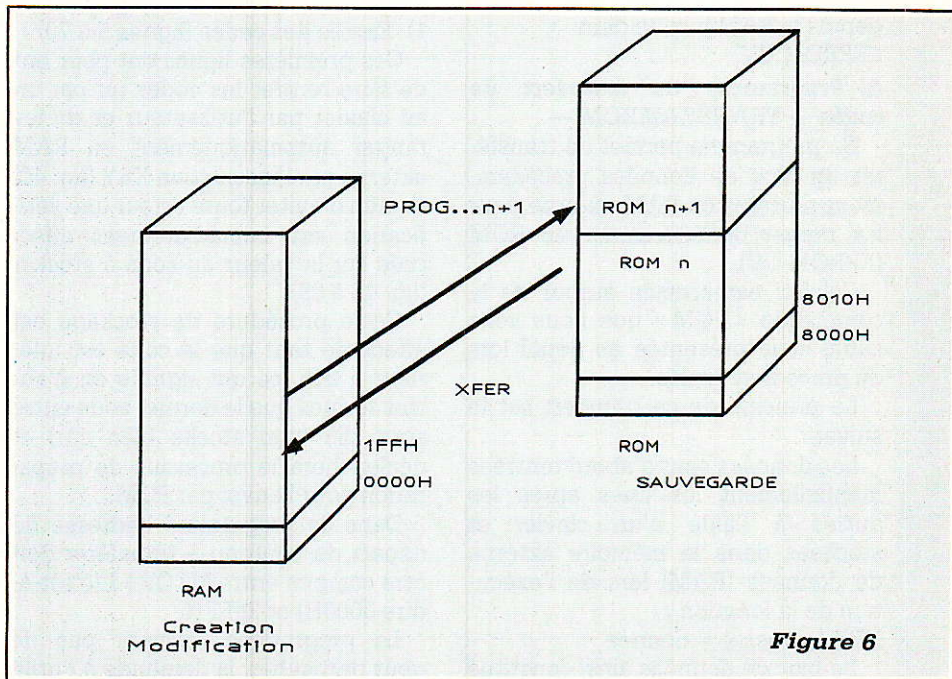 PROG...n+1
ROM n+1
ROM n
8010H
8000H
XFER
1FFH
0000H
ROM
SAUVEGARDE
RAM
Creation
Modification
Figure 6